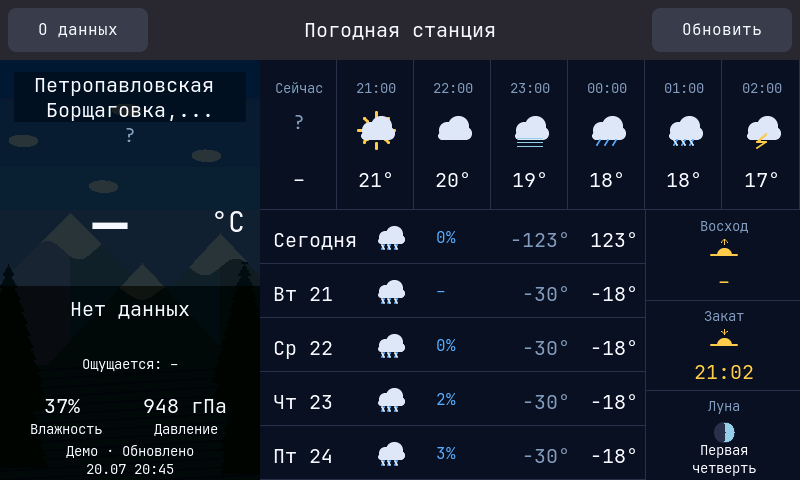 О данных
Погодная станция
Обновить
Петропавловская
Борщаговка,...
?
— °C
Нет данных
Ощущается: –
37% 948 гПа
Влажность Давление
Демо · Обновлено
20.07 20:45
Сейчас 21:00 22:00 23:00 00:00 01:00 02:00
?
– 21° 20° 19° 18° 18° 17°
Сегодня 0% -123° 123°
Вт 21 – -30° -18°
Ср 22 0% -30° -18°
Чт 23 2% -30° -18°
Пт 24 3% -30° -18°
Восход
–
Закат
21:02
Луна
Первая
четверть